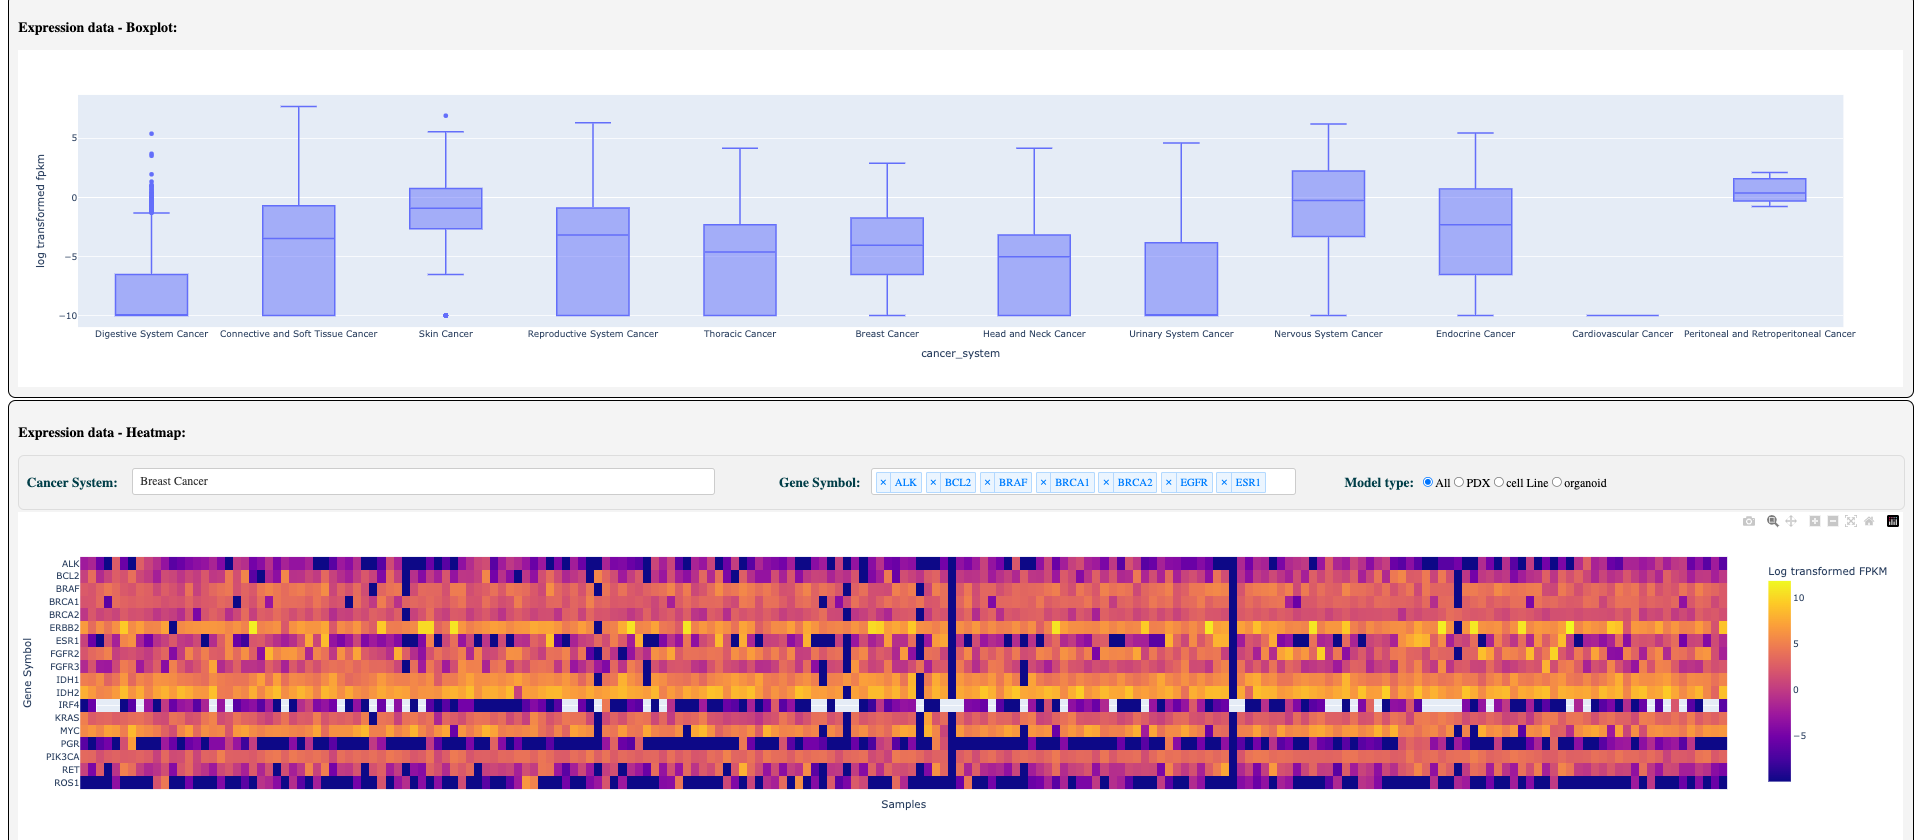 Expression data - Boxplot:
log transformed fpkm
5
0
−5
−10
Digestive System Cancer Connective and Soft Tissue Cancer Skin Cancer Reproductive System Cancer Thoracic Cancer Breast Cancer Head and Neck Cancer Urinary System Cancer Nervous System Cancer Endocrine Cancer Cardiovascular Cancer Peritoneal and Retroperitoneal Cancer
cancer_system
Expression data - Heatmap:
Cancer System: Breast Cancer Gene Symbol: × ALK × BCL2 × BRAF × BRCA1 × BRCA2 × EGFR × ESR1 Model type: All PDX cell Line organoid
Gene Symbol
ALK
BCL2
BRAF
BRCA1
BRCA2
ERBB2
ESR1
FGFR2
FGFR3
IDH1
IDH2
IRF4
KRAS
MYC
PGR
PIK3CA
RET
ROS1
Samples
Log transformed FPKM
10
5
0
−5